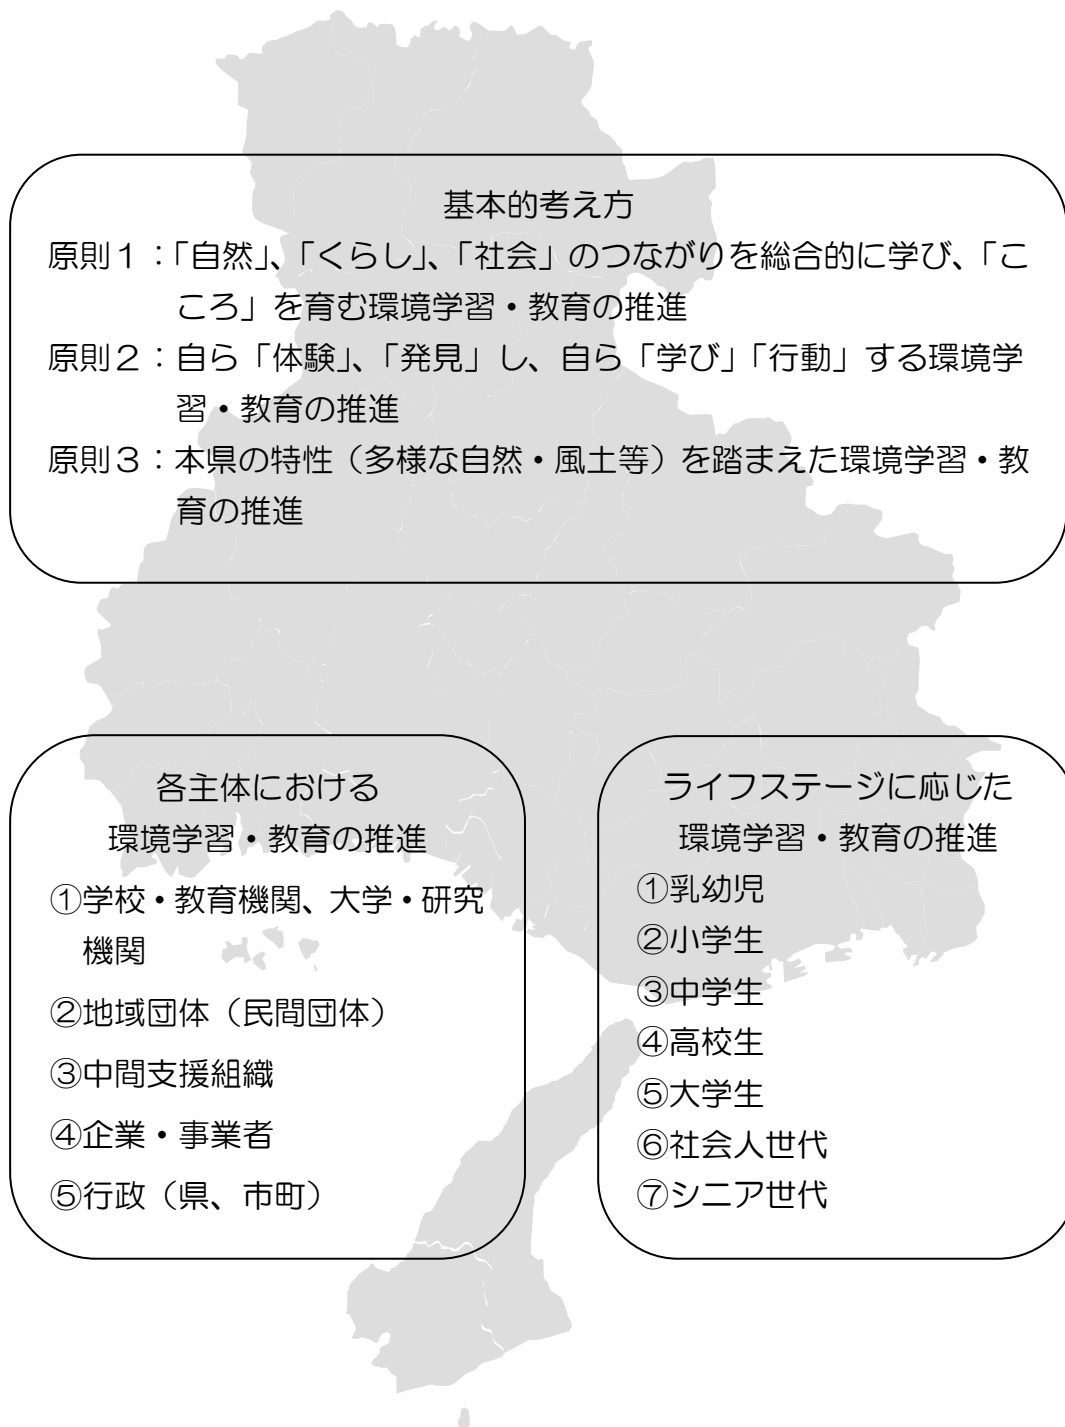 基本的考え方
原則１：「自然」、「くらし」、「社会」のつながりを総合的に学び、「こ
ころ」を育む環境学習・教育の推進
原則２：自ら「体験」、「発見」し、自ら「学び」「行動」する環境学
習・教育の推進
原則３：本県の特性（多様な自然・風土等）を踏まえた環境学習・教
育の推進
各主体における
環境学習・教育の推進
①学校・教育機関、大学・研究
機関
②地域団体（民間団体）
③中間支援組織
④企業・事業者
⑤行政（県、市町）
ライフステージに応じた
環境学習・教育の推進
①乳幼児
②小学生
③中学生
④高校生
⑤大学生
⑥社会人世代
⑦シニア世代